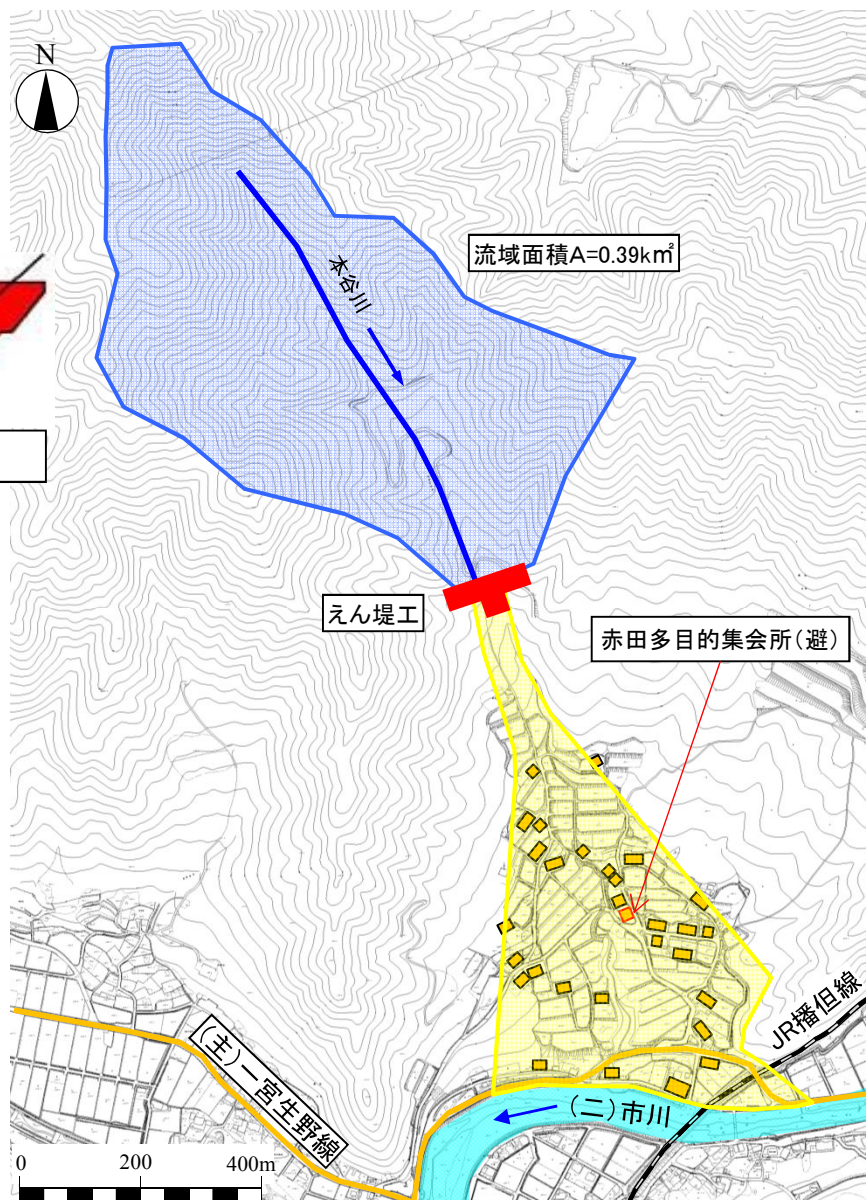 N
流域面積A=0.39k㎡
本谷川
えん堤工
赤田多目的集会所(避)
JR播但線
(主)一宮生野線
(二)市川
0 200 400m